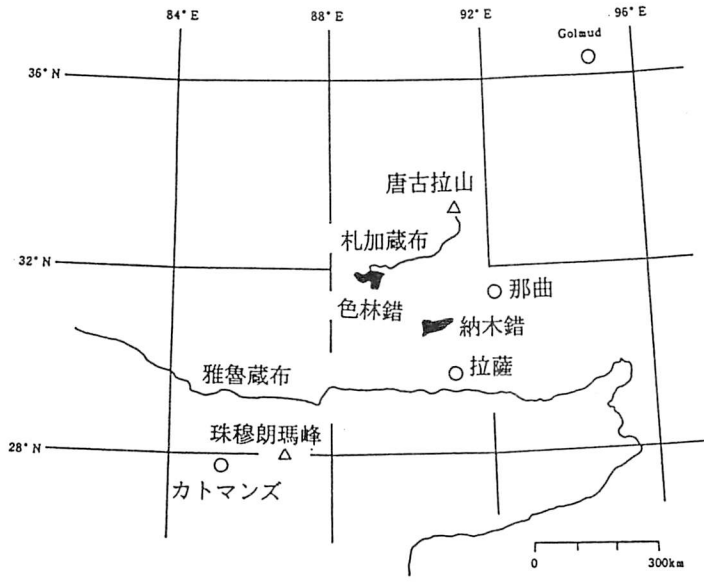 84° E
88° E
92° E
96° E
Golmud
36° N
唐古拉山
札加蔵布
32° N
那曲
色林錯
納木錯
拉薩
雅魯蔵布
珠穆朗瑪峰
28° N
カトマンズ
0
300km